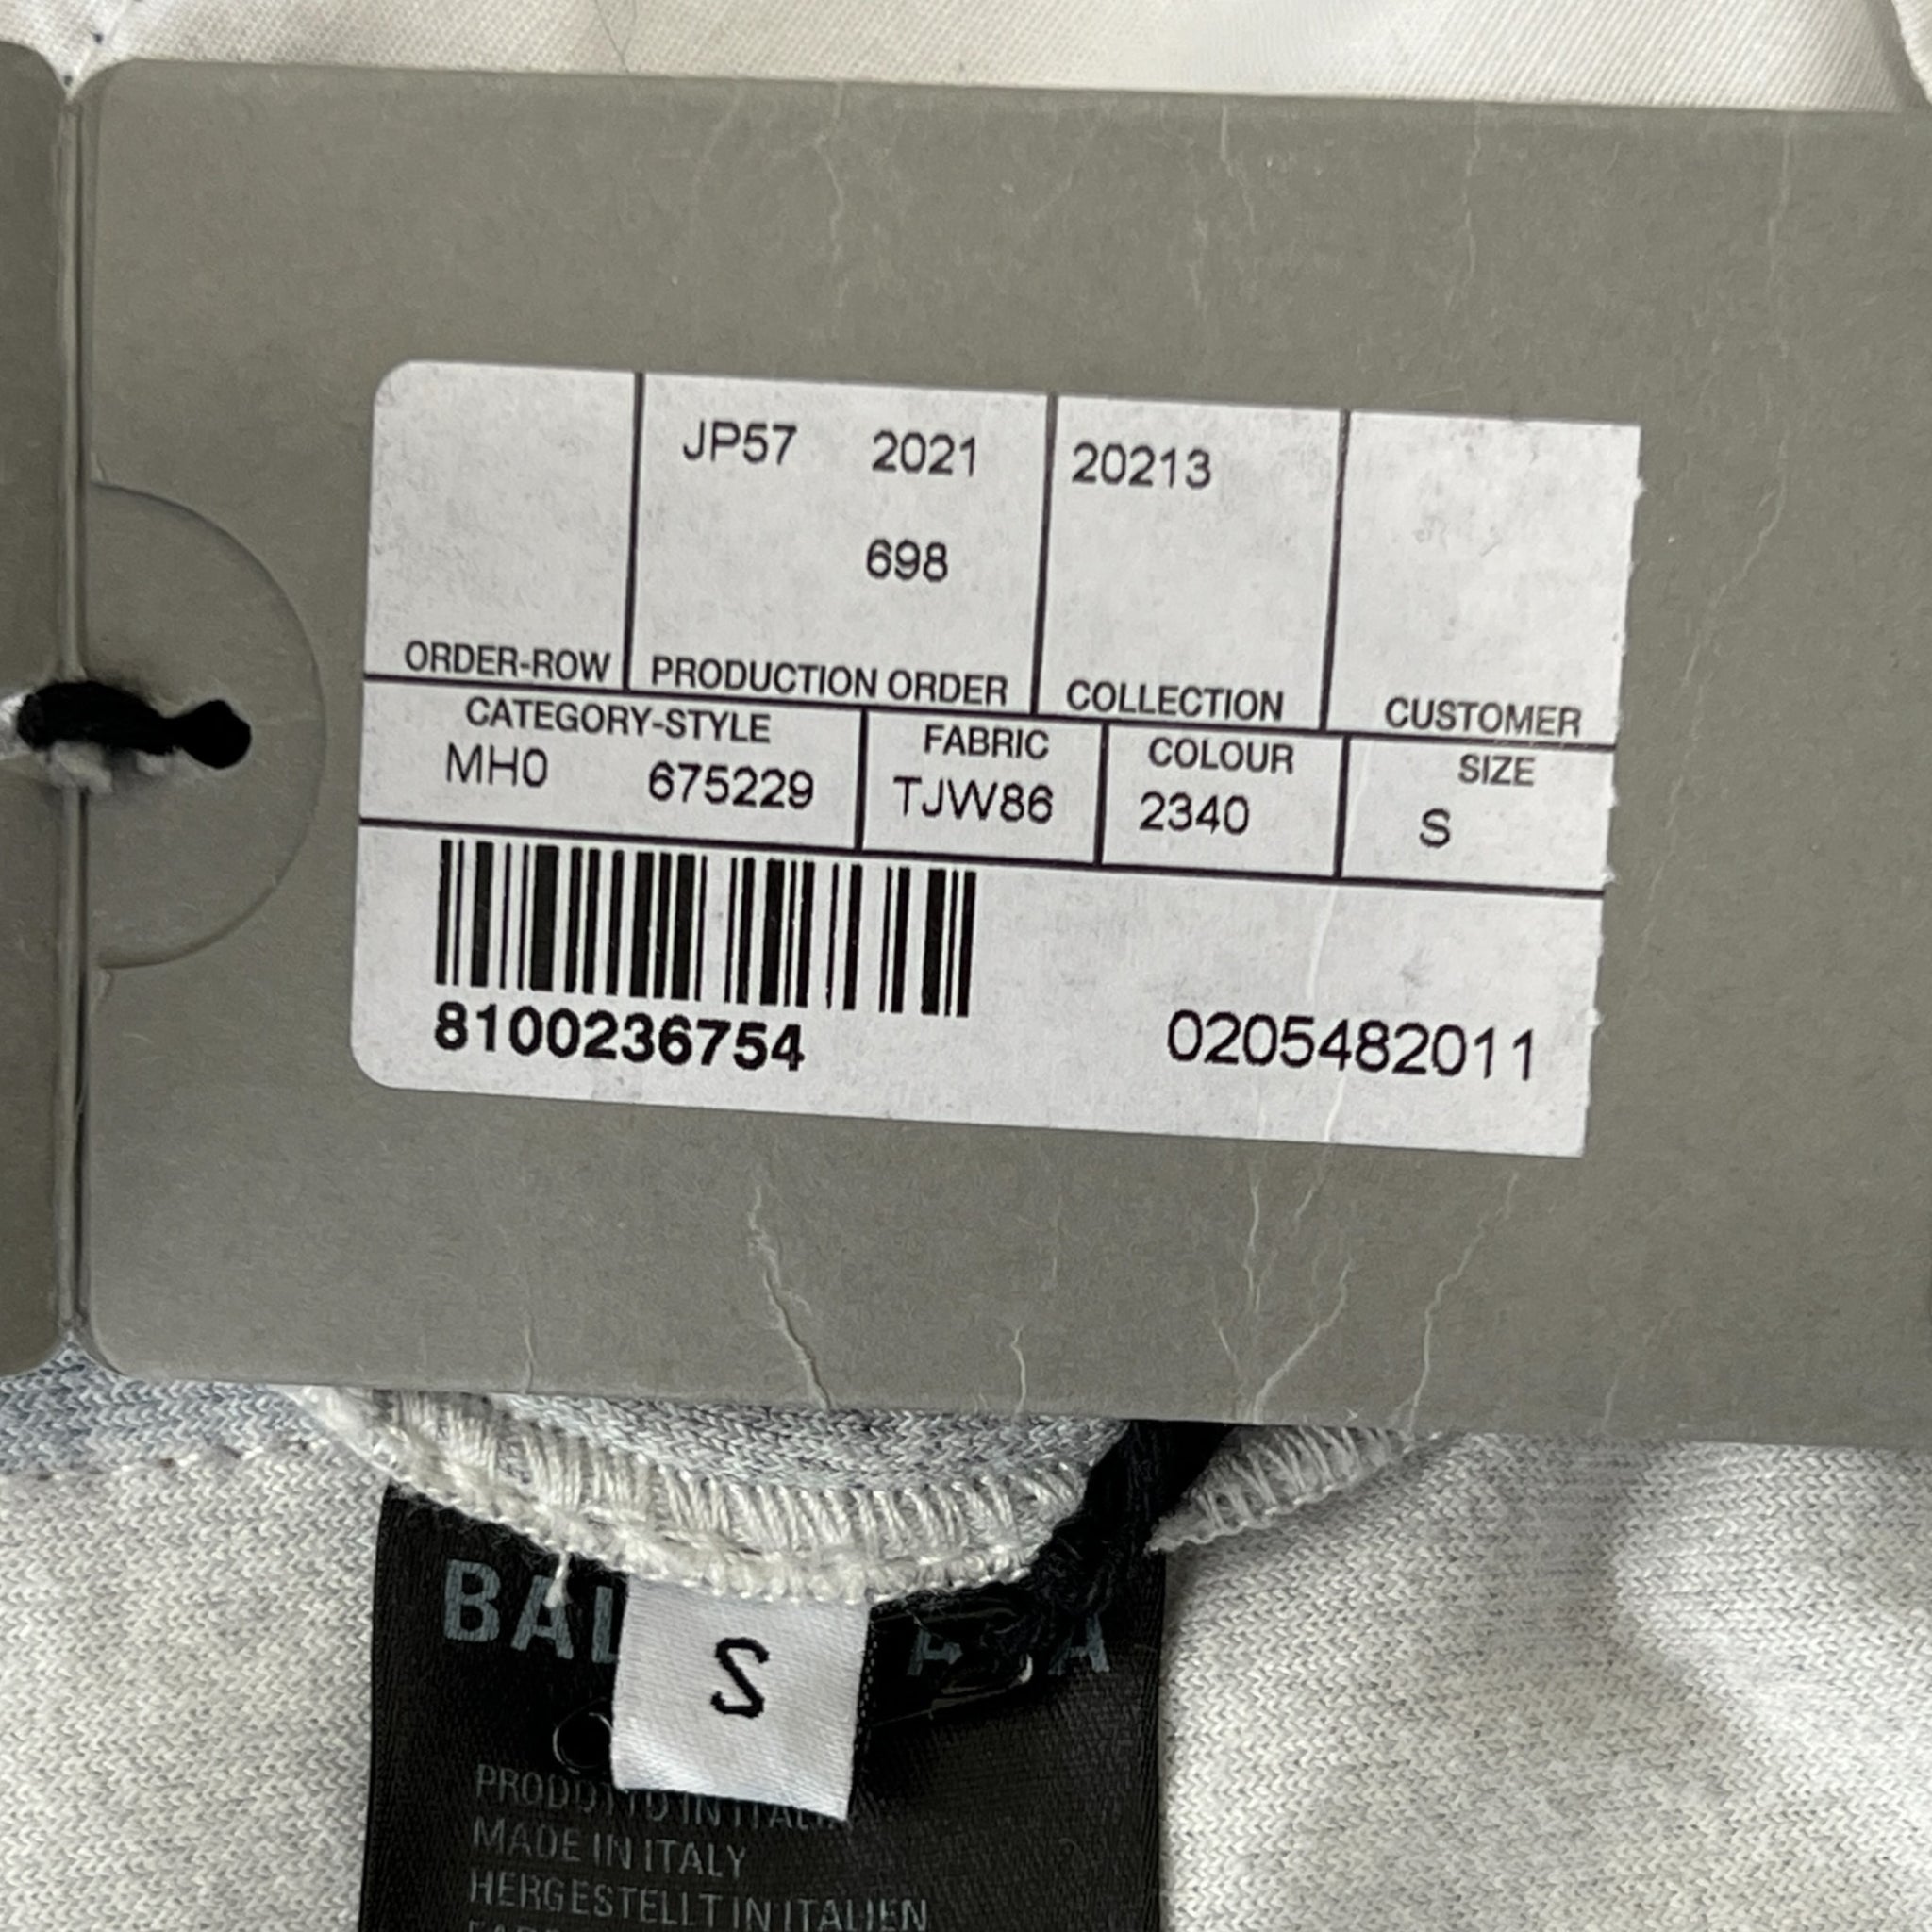 JP57 2021 20213
698
ORDER-ROW PRODUCTION ORDER COLLECTION CUSTOMER
CATEGORY-STYLE FABRIC COLOUR SIZE
MH0 675229 TJW86 2340 S
8100236754 0205482011
S
MADE IN ITALY
HERGESTELLT IN ITALIEN